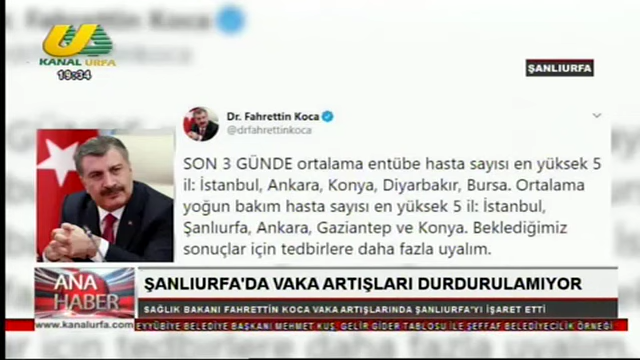 KANAL URFA
19:34
ŞANLIURFA
Dr. Fahrettin Koca
@drfahrettinkoca
SON 3 GÜNDE ortalama entübe hasta sayısı en yüksek 5
il: İstanbul, Ankara, Konya, Diyarbakır, Bursa. Ortalama
yoğun bakım hasta sayısı en yüksek 5 il: İstanbul,
Şanlıurfa, Ankara, Gaziantep ve Konya. Beklediğimiz
sonuçlar için tedbirlere daha fazla uyalım.
ANA
HABER
ŞANLIURFA'DA VAKA ARTIŞLARI DURDURULAMIYOR
SAĞLIK BAKANI FAHRETTİN KOCA VAKA ARTIŞLARINDA ŞANLIURFA'YI İŞARET ETTİ
www.kanalurfa.com
EYYÜBİYE BELEDİYE BAŞKANI MEHMET KUŞ, GELİR GİDER TABLOSU İLE ŞEFFAF BELEDİYECİLİK ÖRNEĞİ